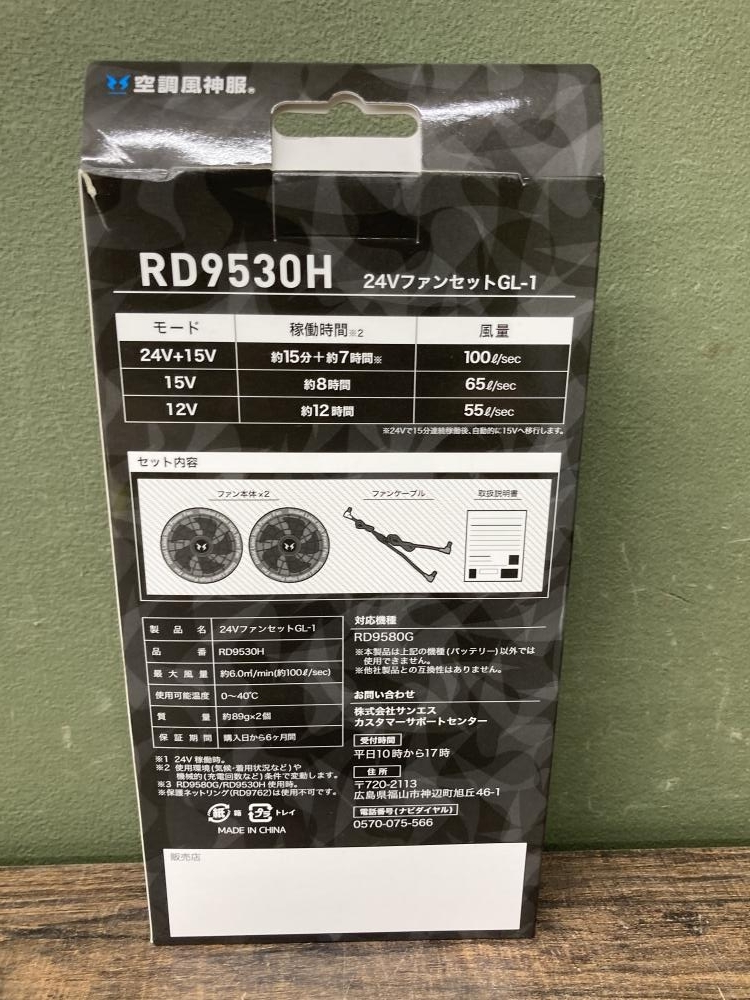 空調風神服®
RD9530H 24VファンセットGL-1
モード 稼働時間※2 風量
24V+15V 約15分+約7時間※ 100ℓ/sec
15V 約8時間 65ℓ/sec
12V 約12時間 55ℓ/sec
※24Vで15分連続稼働後、自動的に15Vへ移行します。
セット内容
ファン本体×2 ファンケーブル 取扱説明書
製品名 24VファンセットGL-1
品番 RD9530H
最大風量 約6.0㎥/min(約100ℓ/sec)
使用可能温度 0〜40℃
質量 約89g×2個
保証期間 購入日から6ヶ月間
※1 24V 稼働時。
※2 使用環境(気候・着用状況など)や
機械的(充電回数など)条件で変動します。
※3 RD9580G/RD9530H 使用時。
※保護ネットリング(RD9762)は使用不可です。
紙 箱 プラ トレイ
MADE IN CHINA
対応機種
RD9580G
※本製品は上記の機種(バッテリー)以外では
使用できません。
※他社製品との互換性はありません。
お問い合わせ
株式会社サンエス
カスタマーサポートセンター
受付時間
平日10時から17時
住所
〒720-2113
広島県福山市神辺町旭丘46-1
電話番号(ナビダイヤル)
0570-075-566
販売店